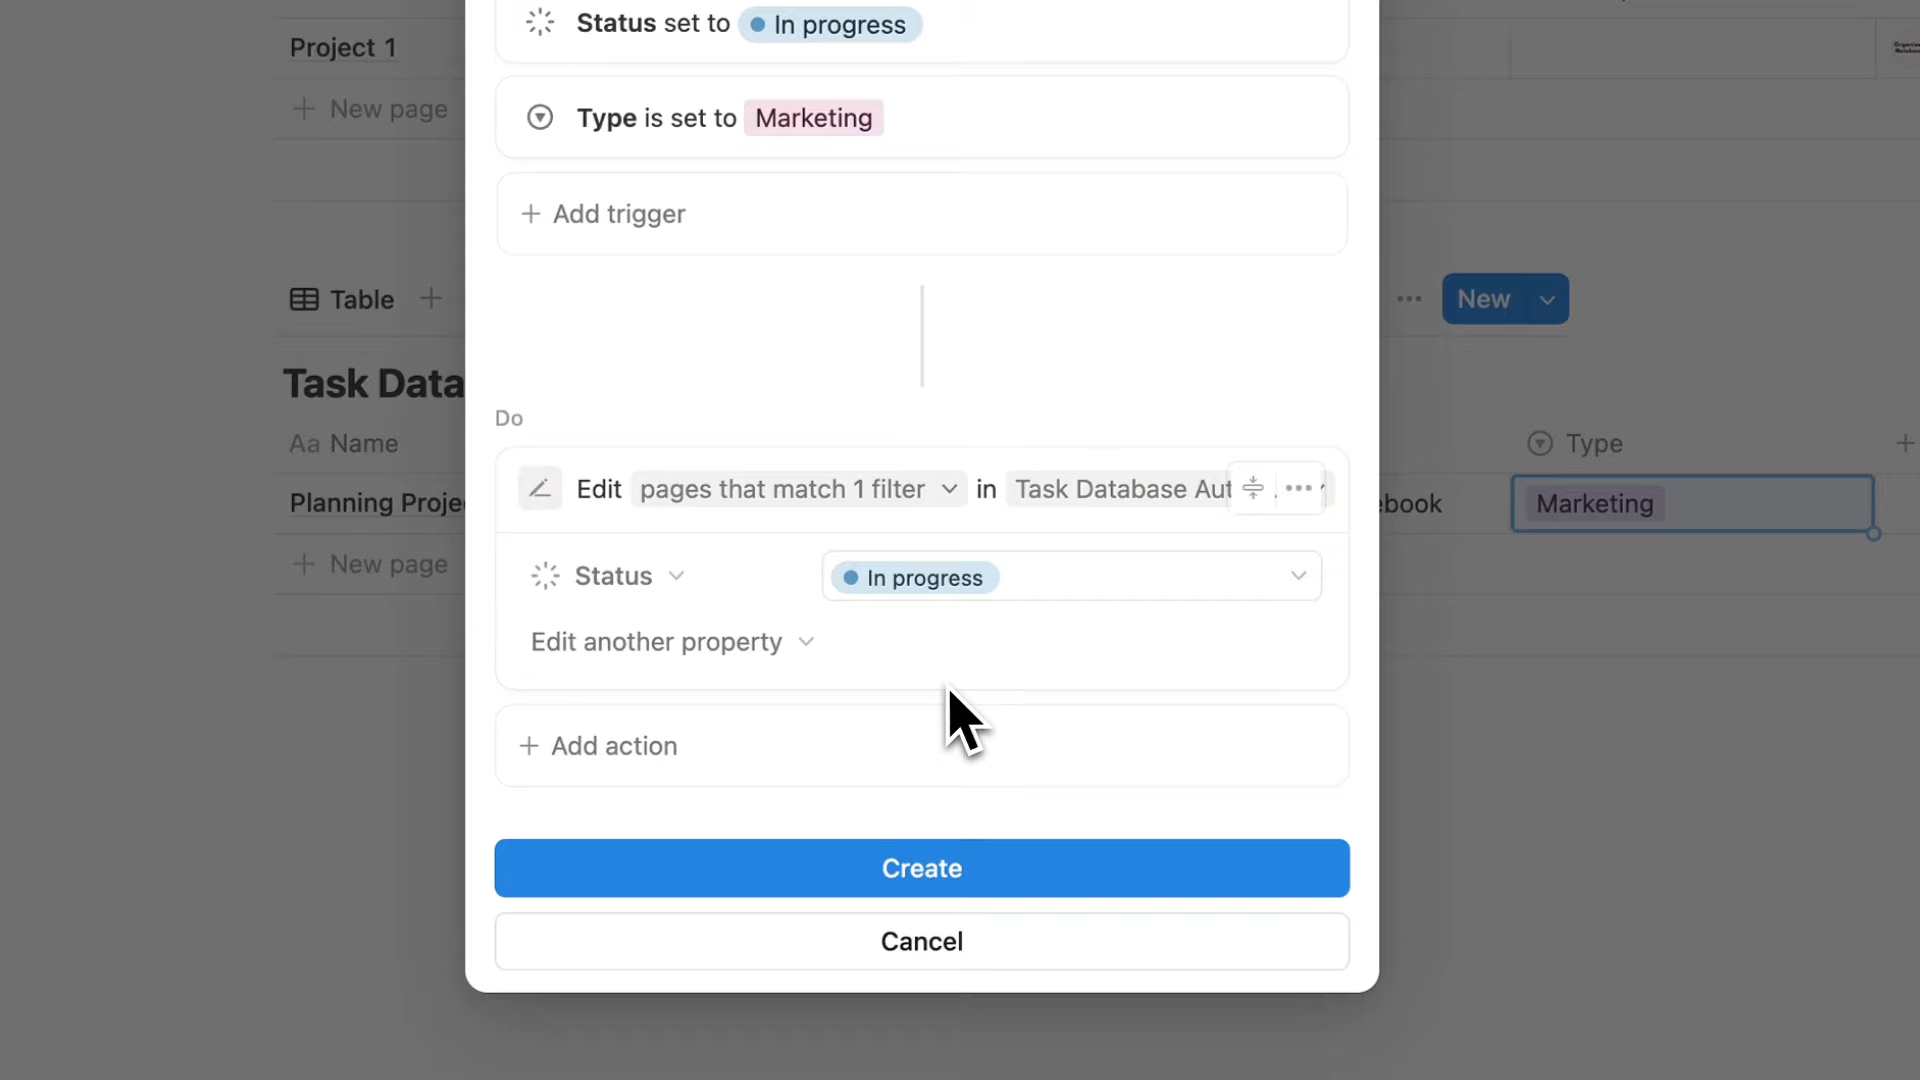 Status set to In progress
Project 1
Type is set to Marketing
+ New page
+ Add trigger
Table +
New
Task Data
Do
Aa Name
Type +
Edit pages that match 1 filter in Task Database Aut
Planning Proje
ebook
Marketing
+ New page
Status In progress
Edit another property
+ Add action
Create
Cancel